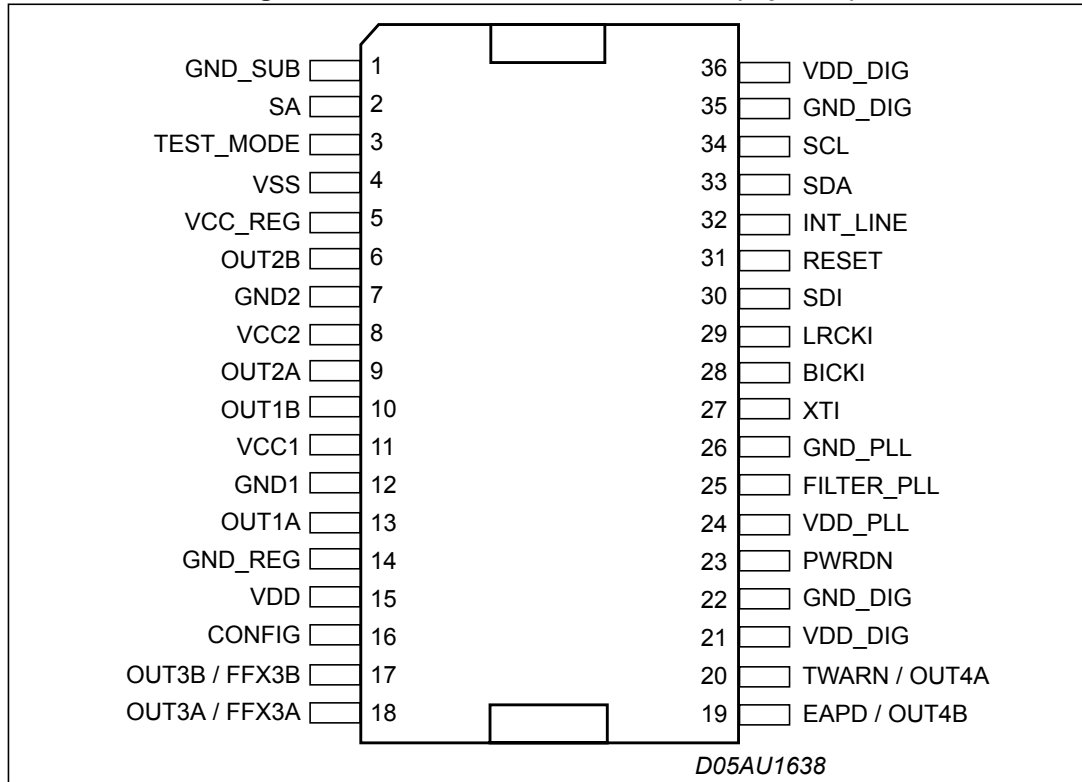 GND_SUB 1 36 VDD_DIG
SA 2 35 GND_DIG
TEST_MODE 3 34 SCL
VSS 4 33 SDA
VCC_REG 5 32 INT_LINE
OUT2B 6 31 RESET
GND2 7 30 SDI
VCC2 8 29 LRCKI
OUT2A 9 28 BICKI
OUT1B 10 27 XTI
VCC1 11 26 GND_PLL
GND1 12 25 FILTER_PLL
OUT1A 13 24 VDD_PLL
GND_REG 14 23 PWRDN
VDD 15 22 GND_DIG
CONFIG 16 21 VDD_DIG
OUT3B / FFX3B 17 20 TWARN / OUT4A
OUT3A / FFX3A 18 19 EAPD / OUT4B
D05AU1638